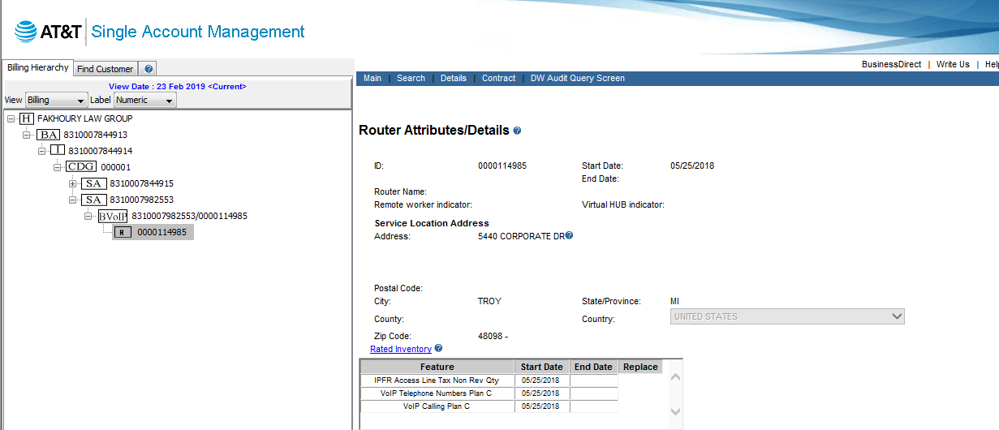 AT&T Single Account Management
BusinessDirect | Write Us | Help
Billing Hierarchy Find Customer ?
View Date : 23 Feb 2019 <Current>
View Billing Label Numeric
H FAKHOURY LAW GROUP
BA 8310007844913
I 8310007844914
CDG 000001
SA 8310007844915
SA 8310007982553
BVoIP 8310007982553/0000114985
R 0000114985
Main | Search | Details | Contract | DW Audit Query Screen
Router Attributes/Details ?
ID: 0000114985 Start Date: 05/25/2018
End Date:
Router Name:
Remote worker indicator: Virtual HUB indicator:
Service Location Address
Address: 5440 CORPORATE DR ?
Postal Code:
City: TROY State/Province: MI
County: Country: UNITED STATES
Zip Code: 48098 -
Rated Inventory ?
Feature Start Date End Date Replace
IPFR Access Line Tax Non Rev Qty 05/25/2018
VoIP Telephone Numbers Plan C 05/25/2018
VoIP Calling Plan C 05/25/2018